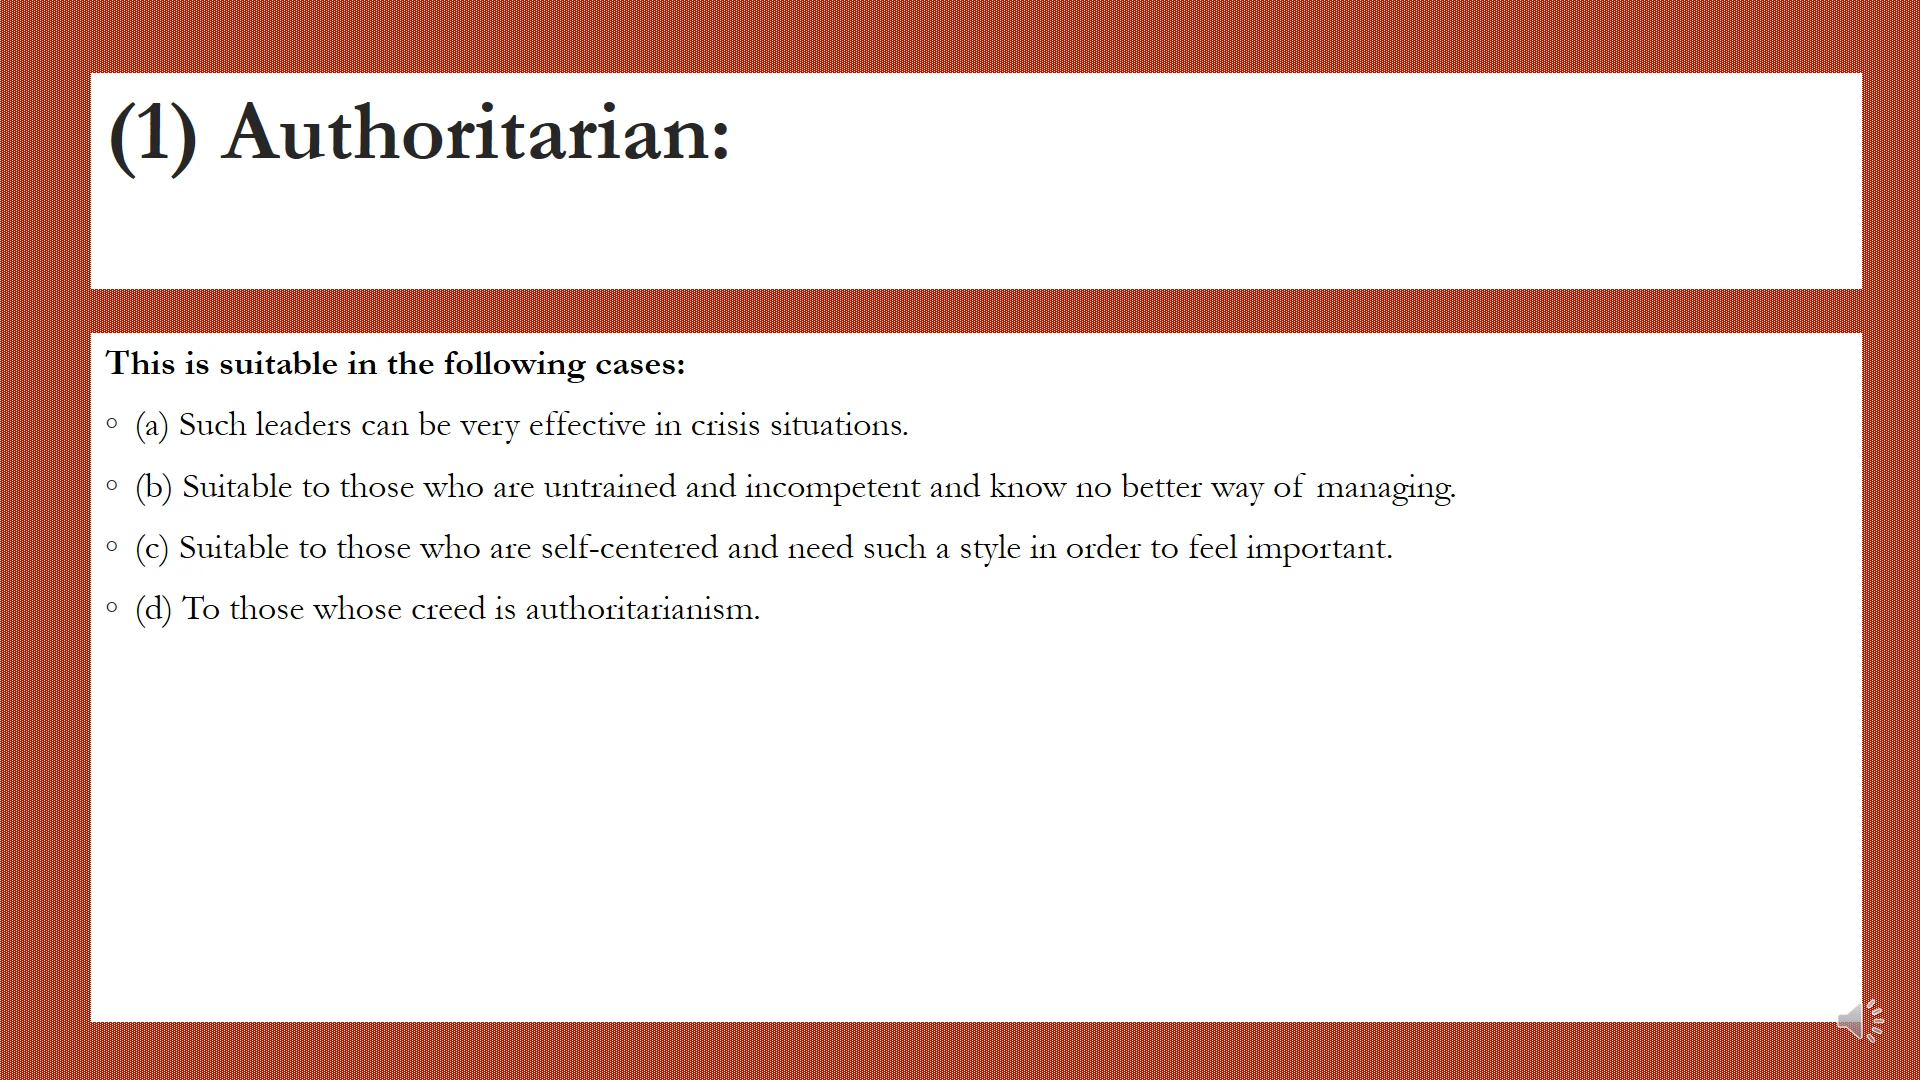 (1) Authoritarian:
This is suitable in the following cases:
◦ (a) Such leaders can be very effective in crisis situations.
◦ (b) Suitable to those who are untrained and incompetent and know no better way of managing.
◦ (c) Suitable to those who are self-centered and need such a style in order to feel important.
◦ (d) To those whose creed is authoritarianism.